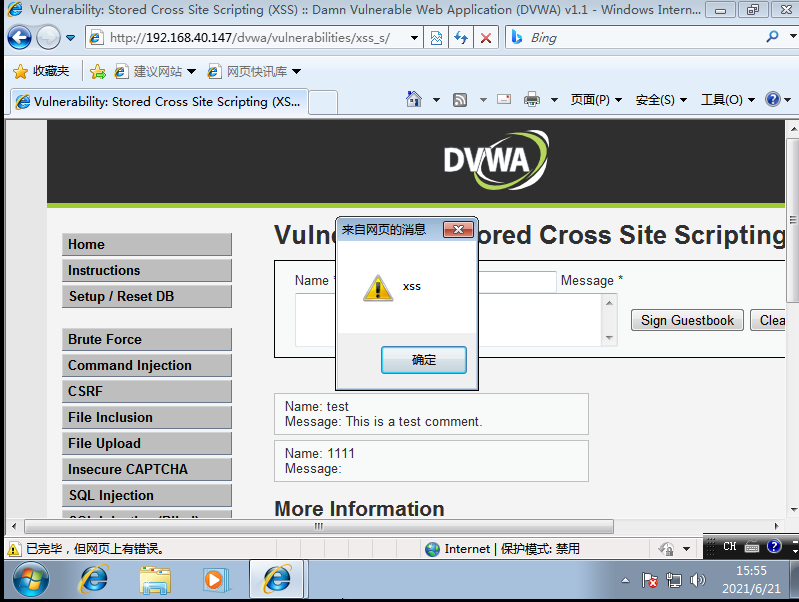 Vulnerability: Stored Cross Site Scripting (XSS) :: Damn Vulnerable Web Application (DVWA) v1.1 - Windows Intern...
http://192.168.40.147/dvwa/vulnerabilities/xss_s/
Bing
收藏夹
建议网站
网页快讯库
Vulnerability: Stored Cross Site Scripting (XS...
页面(P)
安全(S)
工具(O)
DVWA
来自网页的消息
xss
确定
Home
Instructions
Setup / Reset DB
Brute Force
Command Injection
CSRF
File Inclusion
File Upload
Insecure CAPTCHA
SQL Injection
ored Cross Site Scripting
Name
Message *
Sign Guestbook
Clea
Name: test
Message: This is a test comment.
Name: 1111
Message:
More Information
已完毕，但网页上有错误。
Internet | 保护模式: 禁用
CH
15:55
2021/6/21